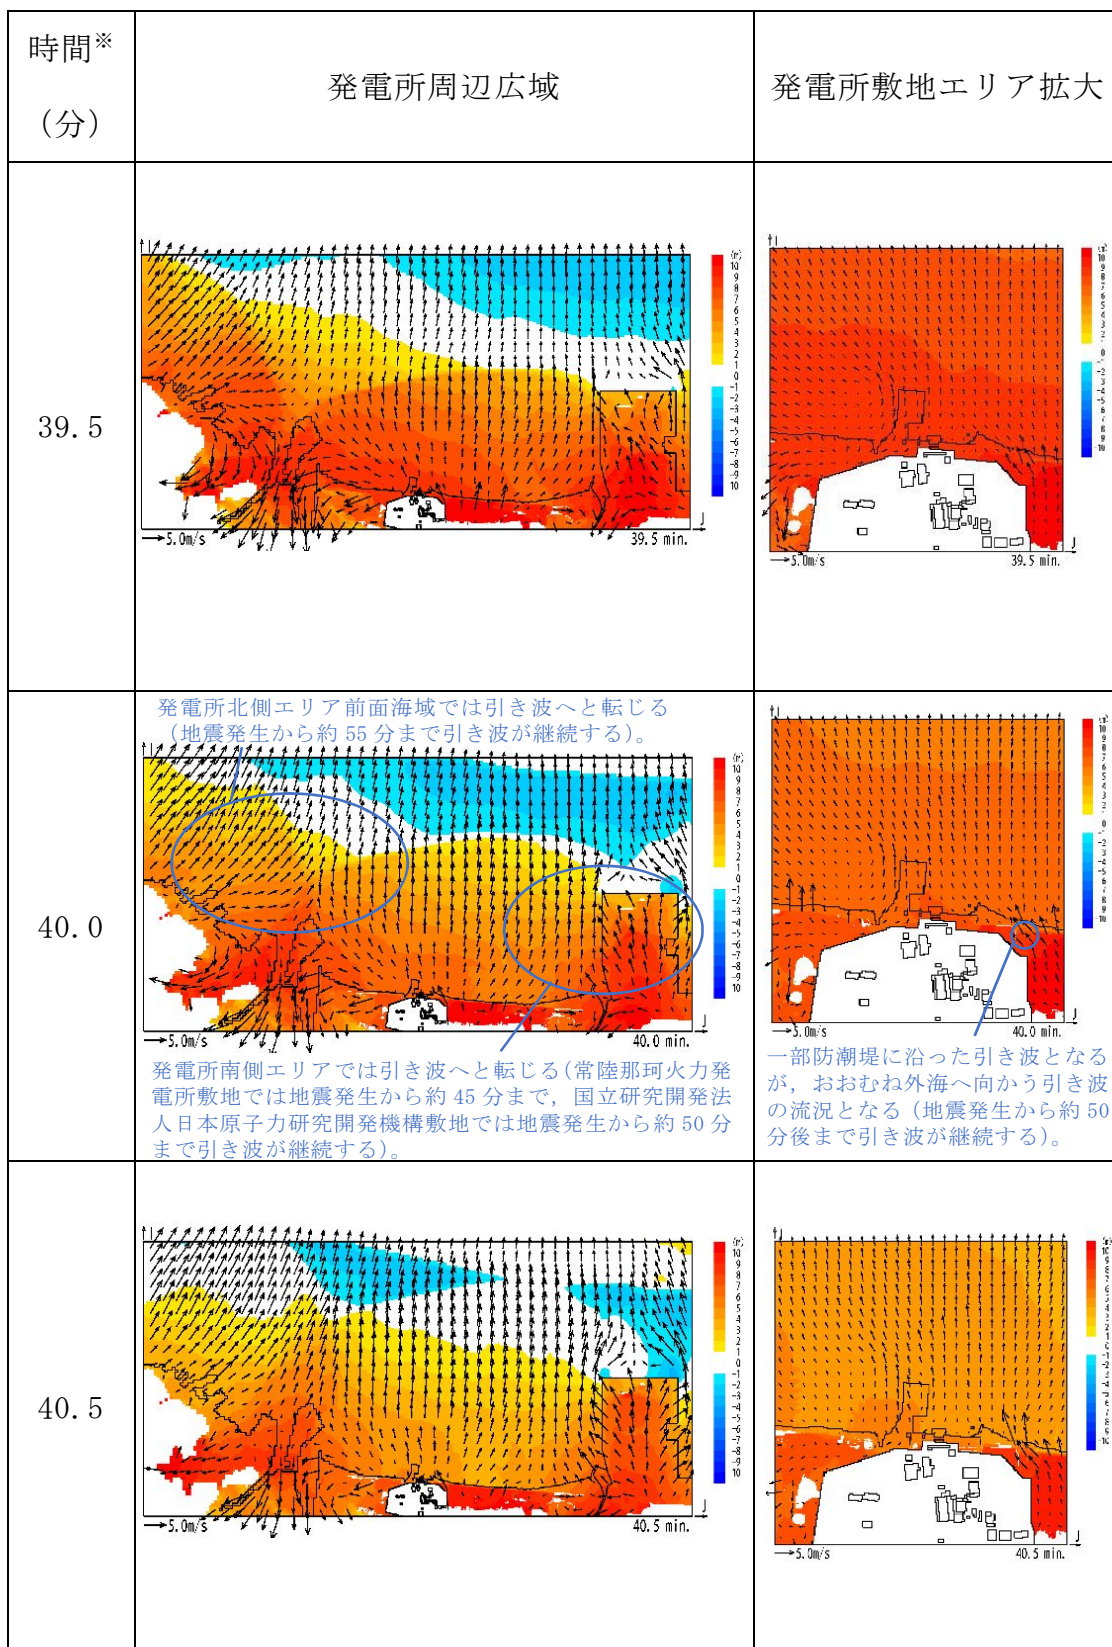 時間※
(分)
発電所周辺広域
発電所敷地エリア拡大
39.5
5.0m/s
39.5 min.
5.0m/s
39.5 min.
40.0
発電所北側エリア前面海域では引き波へと転じる
（地震発生から約 55 分まで引き波が継続する）。
5.0m/s
40.0 min.
発電所南側エリアでは引き波へと転じる（常陸那珂火力発
電所敷地では地震発生から約 45 分まで，国立研究開発法
人日本原子力研究開発機構敷地では地震発生から約 50 分
まで引き波が継続する）。
5.0m/s
40.0 min.
一部防潮堤に沿った引き波となる
が，おおむね外海へ向かう引き波
の流況となる（地震発生から約 50
分後まで引き波が継続する）。
40.5
5.0m/s
40.5 min.
5.0m/s
40.5 min.